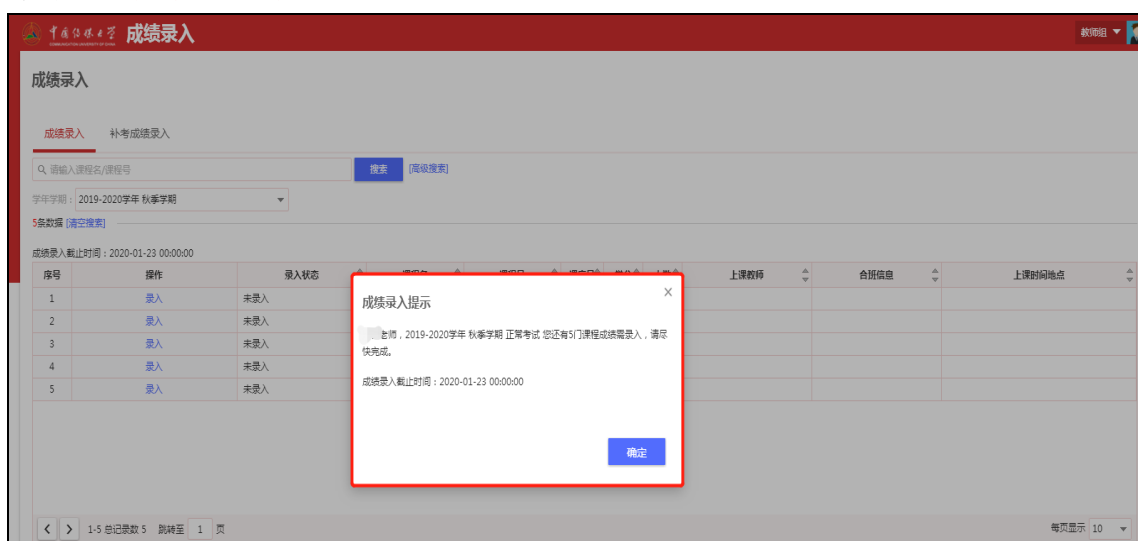 中国传媒大学 成绩录入
COMMUNICATION UNIVERSITY OF CHINA
教师组
成绩录入
成绩录入 补考成绩录入
请输入课程名/课程号 搜索 [高级搜索]
学年学期： 2019-2020学年 秋季学期
5条数据 [清空搜索]
成绩录入截止时间：2020-01-23 00:00:00
序号 操作 录入状态 上课教师 合班信息 上课时间地点
1 录入 未录入
2 录入 未录入
3 录入 未录入
4 录入 未录入
5 录入 未录入
成绩录入提示
老师，2019-2020学年 秋季学期 正常考试 您还有5门课程成绩需录入，请尽
快完成。
成绩录入截止时间：2020-01-23 00:00:00
确定
1-5 总记录数 5 跳转至 1 页 每页显示 10